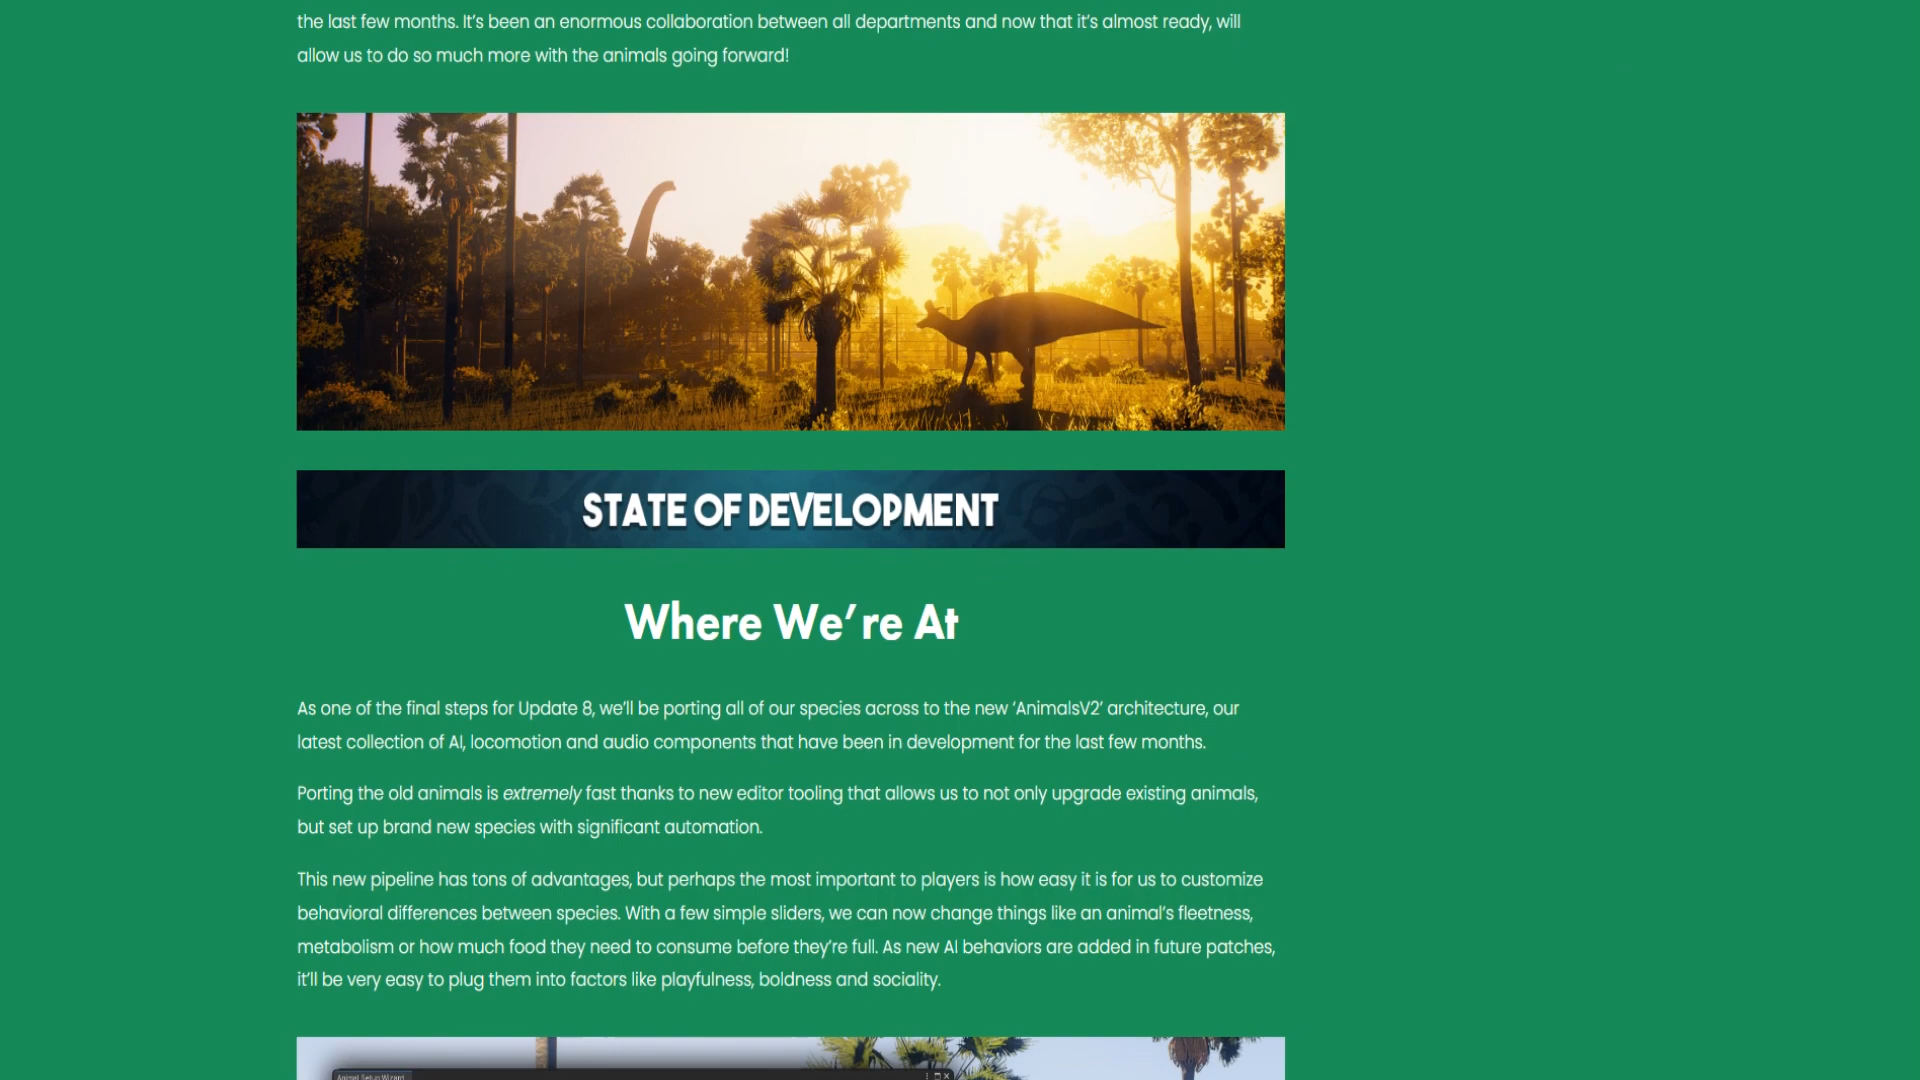 the last few months. It's been an enormous collaboration between all departments and now that it's almost ready, will
allow us to do so much more with the animals going forward!
STATE OF DEVELOPMENT
Where We're At
As one of the final steps for Update 8, we'll be porting all of our species across to the new ‘AnimalsV2’ architecture, our
latest collection of AI, locomotion and audio components that have been in development for the last few months.
Porting the old animals is extremely fast thanks to new editor tooling that allows us to not only upgrade existing animals,
but set up brand new species with significant automation.
This new pipeline has tons of advantages, but perhaps the most important to players is how easy it is for us to customize
behavioral differences between species. With a few simple sliders, we can now change things like an animal's fleetness,
metabolism or how much food they need to consume before they're full. As new AI behaviors are added in future patches,
it'll be very easy to plug them into factors like playfulness, boldness and sociality.
Animal Setup Wizard